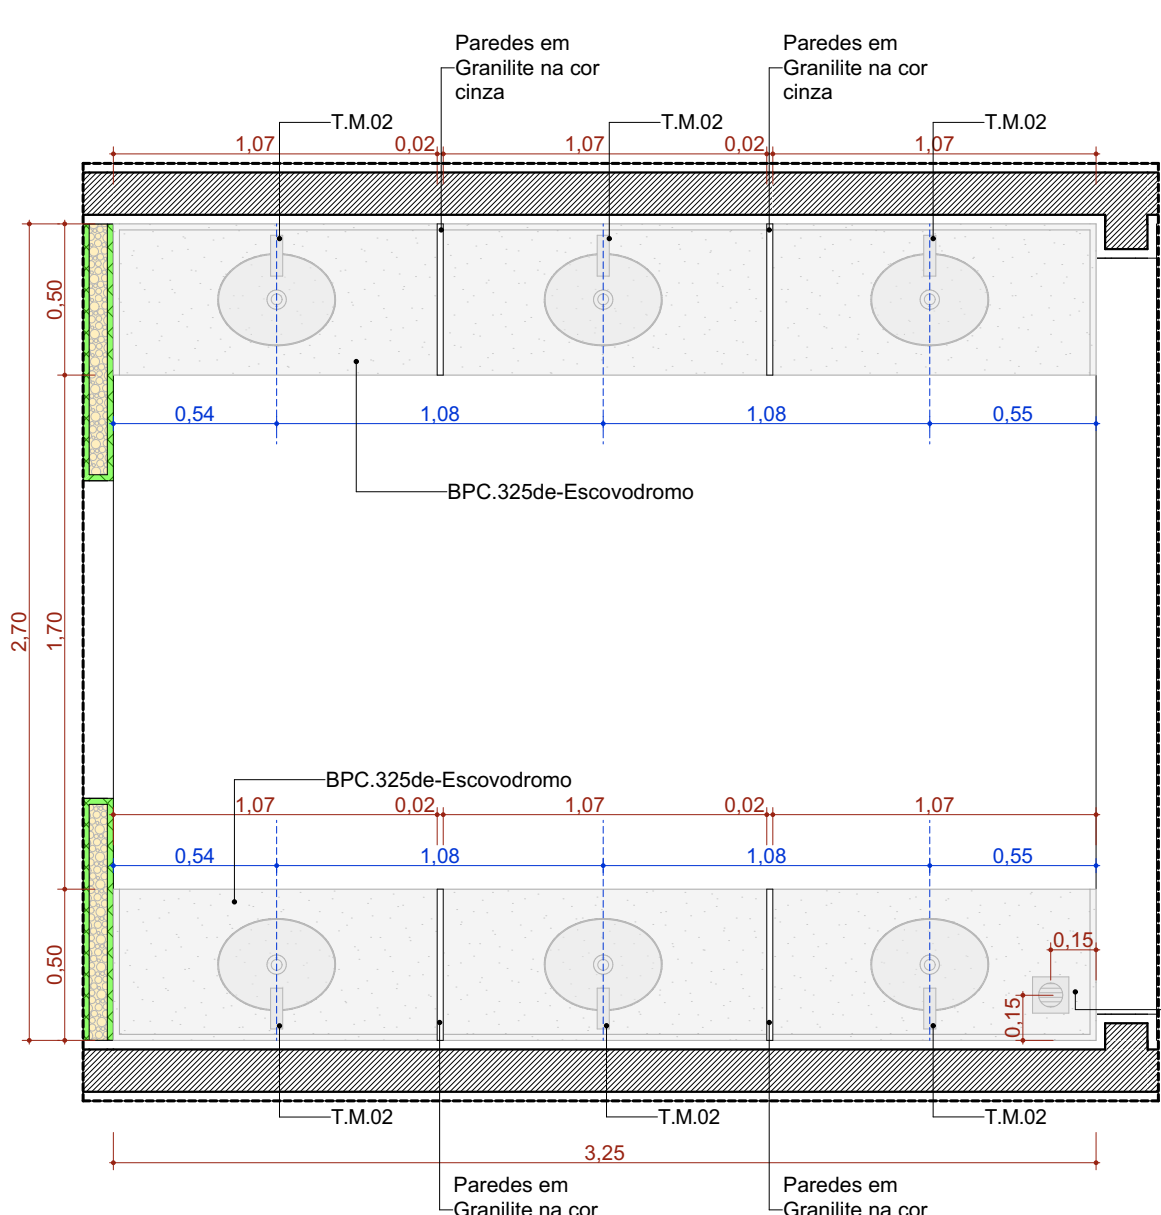 Paredes em
Granilite na cor
cinza
Paredes em
Granilite na cor
cinza
T.M.02
T.M.02
T.M.02
1,07
0,02
1,07
0,02
1,07
0,50
0,54
1,08
1,08
0,55
BPC.325de-Escovodromo
2,70
1,70
BPC.325de-Escovodromo
1,07
0,02
1,07
0,02
1,07
0,54
1,08
1,08
0,55
0,50
0,15
0,15
T.M.02
T.M.02
T.M.02
3,25
Paredes em
Granilite na cor
Paredes em
Granilite na cor